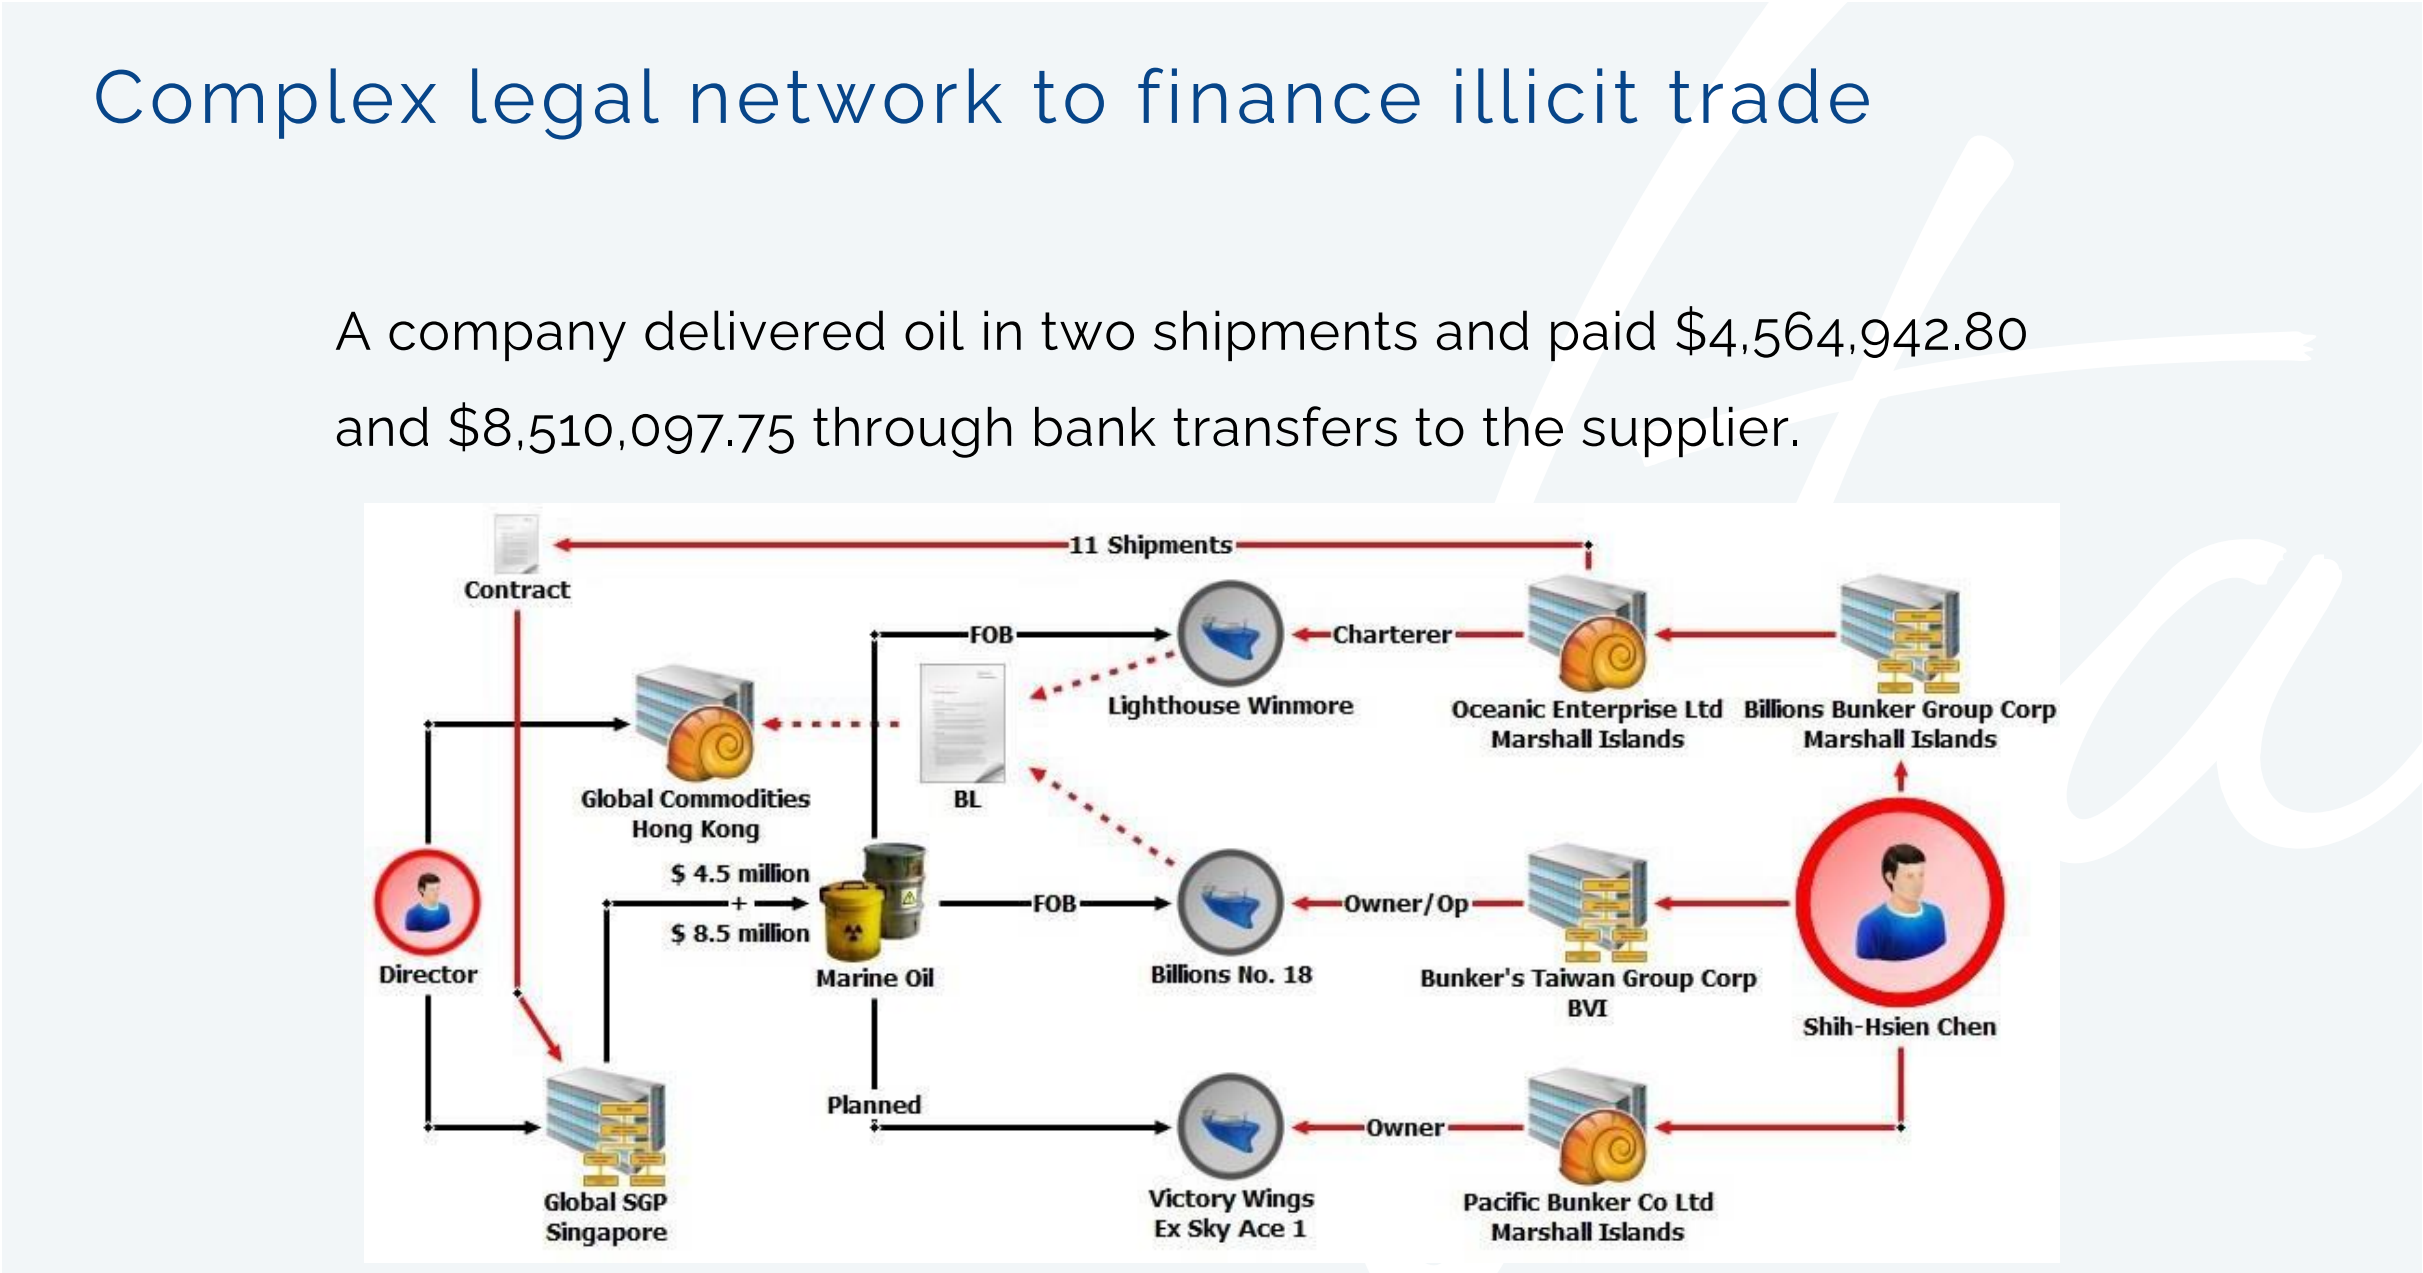 Complex legal network to finance illicit trade
A company delivered oil in two shipments and paid $4,564,942.80
and $8,510,097.75 through bank transfers to the supplier.
11 Shipments
Contract
FOB
Charterer
Lighthouse Winmore
Oceanic Enterprise Ltd
Marshall Islands
Billions Bunker Group Corp
Marshall Islands
Global Commodities
Hong Kong
BL
$ 4.5 million
+
$ 8.5 million
FOB
Owner/Op
Director
Marine Oil
Billions No. 18
Bunker's Taiwan Group Corp
BVI
Shih-Hsien Chen
Planned
Owner
Global SGP
Singapore
Victory Wings
Ex Sky Ace 1
Pacific Bunker Co Ltd
Marshall Islands